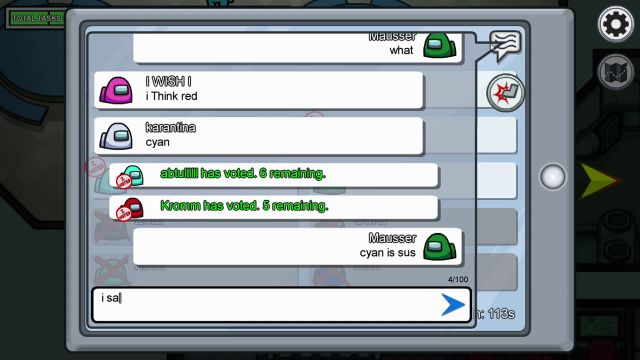 TOTAL TASKS
Mausser
what
I WISH I
i Think red
karantina
cyan
abtullllll has voted. 6 remaining.
Kromm has voted. 5 remaining.
Mausser
cyan is sus
4/100
i sa
113s